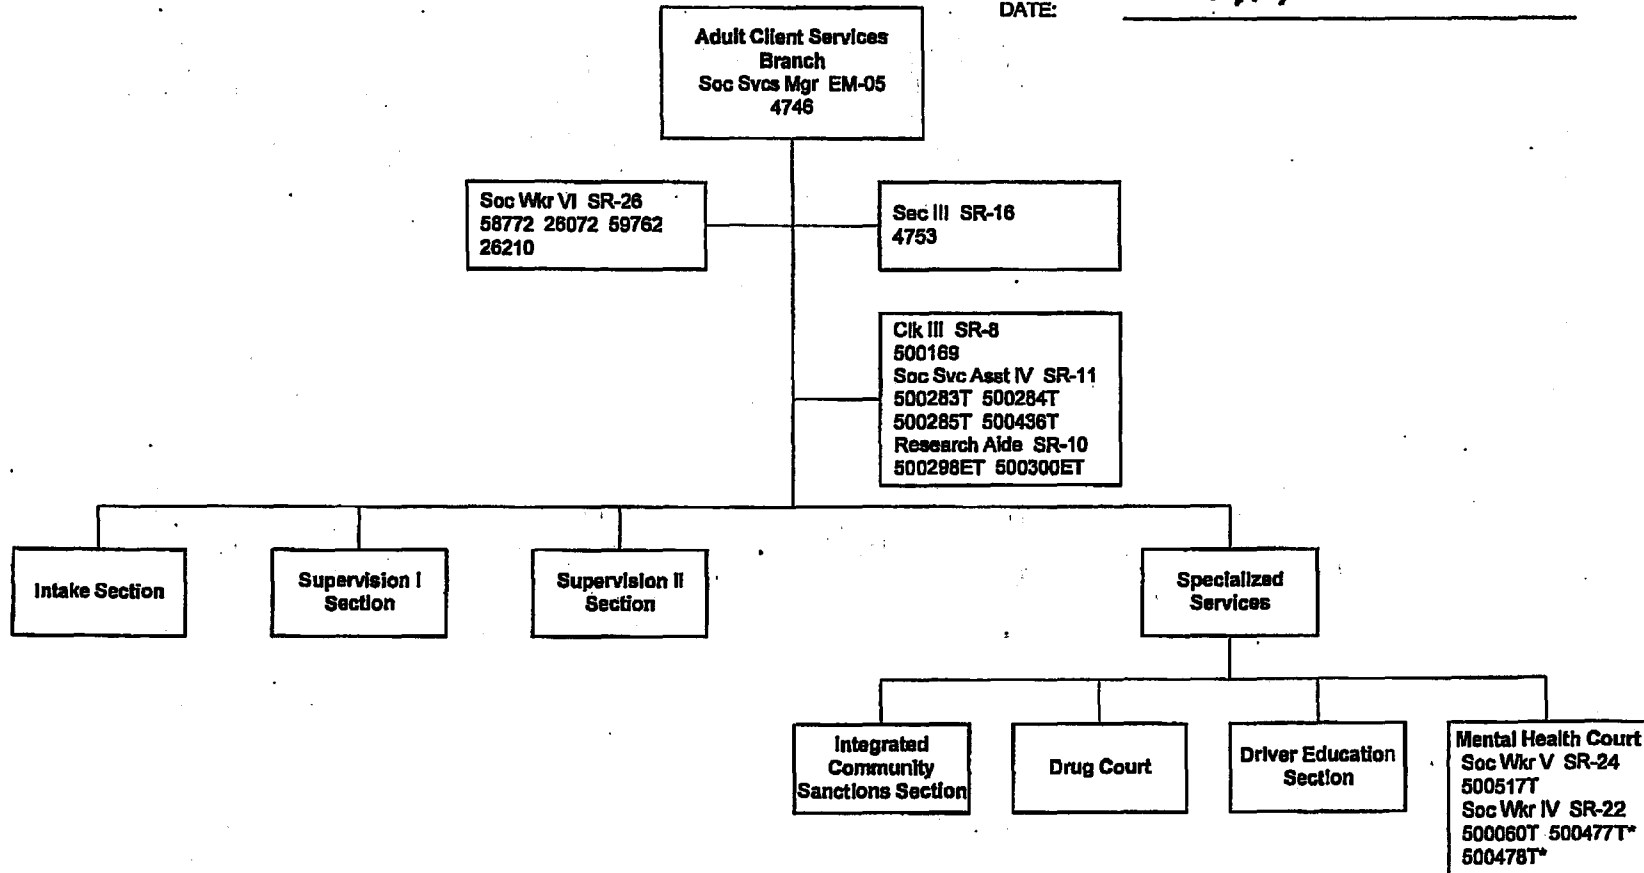 DATE:
Adult Client Services
Branch
Soc Svcs Mgr EM-05
4746
Soc Wkr VI SR-26
58772 26072 59762
26210
Sec III SR-16
4753
Clk III SR-8
500169
Soc Svc Asst IV SR-11
500283T 500284T
500285T 500436T
Research Aide SR-10
500298ET 500300ET
Intake Section
Supervision I
Section
Supervision II
Section
Specialized
Services
Integrated
Community
Sanctions Section
Drug Court
Driver Education
Section
Mental Health Court
Soc Wkr V SR-24
500517T
Soc Wkr IV SR-22
500060T 500477T*
500478T*